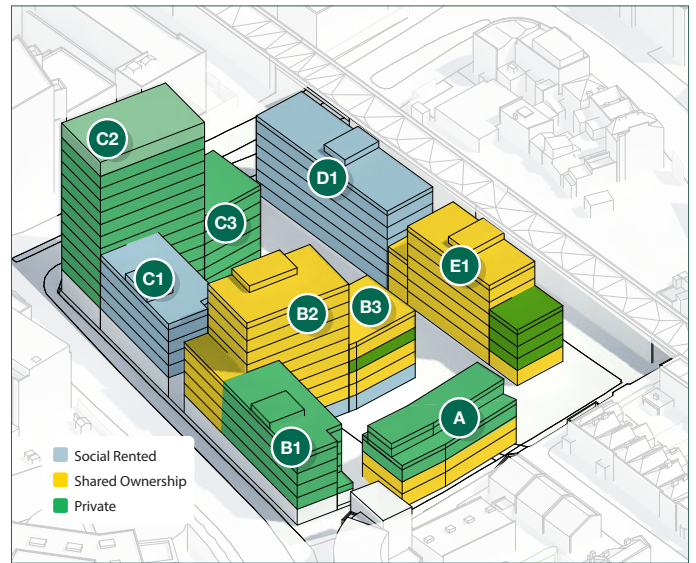 C2
D1
C3
E1
C1
B2
B3
A
B1
Social Rented
Shared Ownership
Private